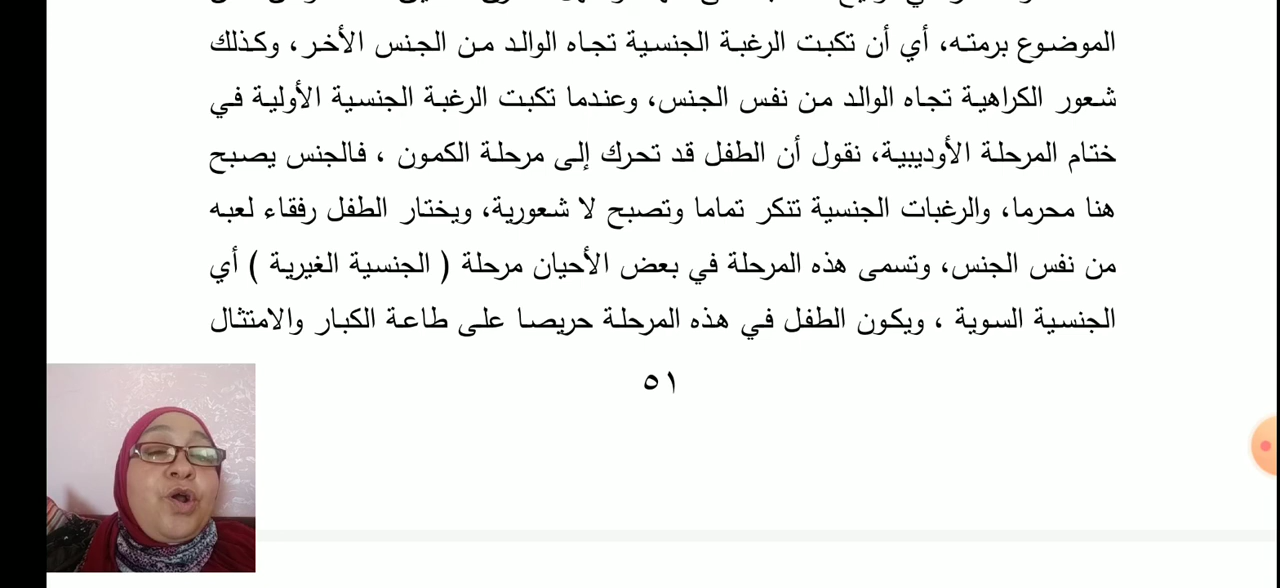 الموضوع برمته، أي أن تكبت الرغبة الجنسية تجاه الوالد من الجنس الأخر، وكذلك
شعور الكراهية تجاه الوالد من نفس الجنس، وعندما تكبت الرغبة الجنسية الأولية في
ختام المرحلة الأوديبية، نقول أن الطفل قد تحرك إلى مرحلة الكمون ، فالجنس يصبح
هنا محرما، والرغبات الجنسية تنكر تماما وتصبح لا شعورية، ويختار الطفل رفقاء لعبه
من نفس الجنس، وتسمى هذه المرحلة في بعض الأحيان مرحلة ( الجنسية الغيرية ) أي
الجنسية السوية ، ويكون الطفل في هذه المرحلة حريصا على طاعة الكبار والامتثال
٥١